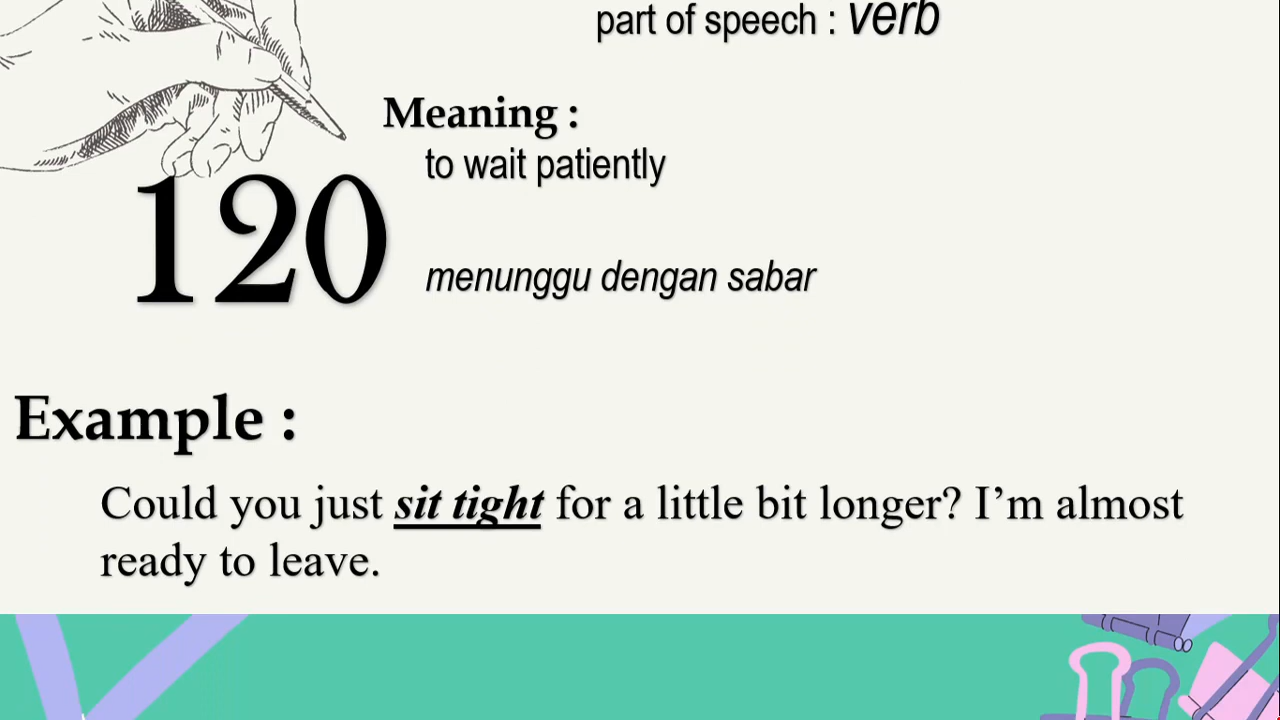 part of speech : verb
Meaning :
to wait patiently
120
menunggu dengan sabar
Example :
Could you just sit tight for a little bit longer? I’m almost
ready to leave.